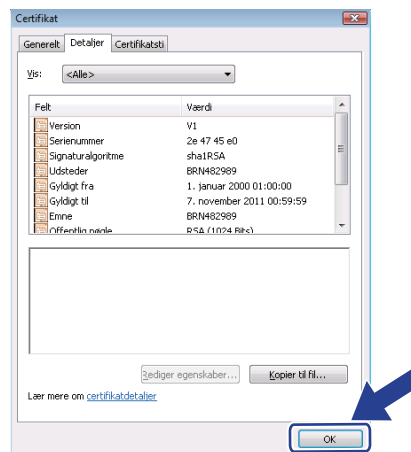 Certifikat
Generelt Detaljer Certifikatsti
Vis: <Alle>
Felt Værdi
Version V1
Serienummer 2e 47 45 e0
Signaturalgoritme sha1RSA
Udsteder BRN482989
Gyldigt fra 1. januar 2000 01:00:00
Gyldigt til 7. november 2011 00:59:59
Emne BRN482989
Offentlig nøgle RSA (1024 Bits)
Rediger egenskaber... Kopier til fil...
Lær mere om certifikatdetaljer
OK